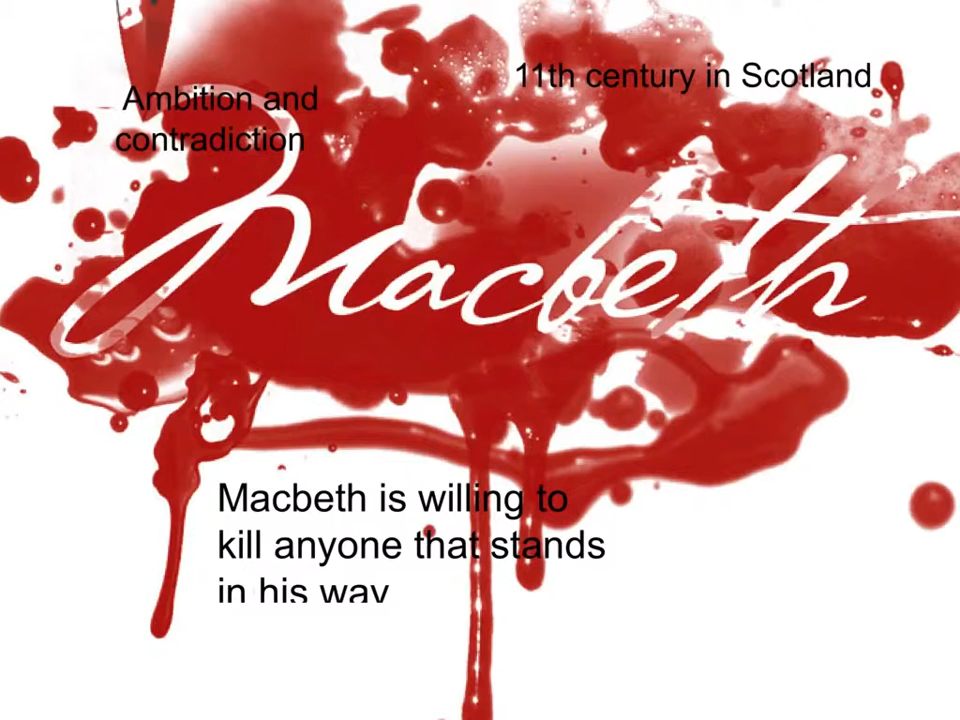 11th century in Scotland
Ambition and
contradiction
Macbeth
Macbeth is willing to
kill anyone that stands
in his way